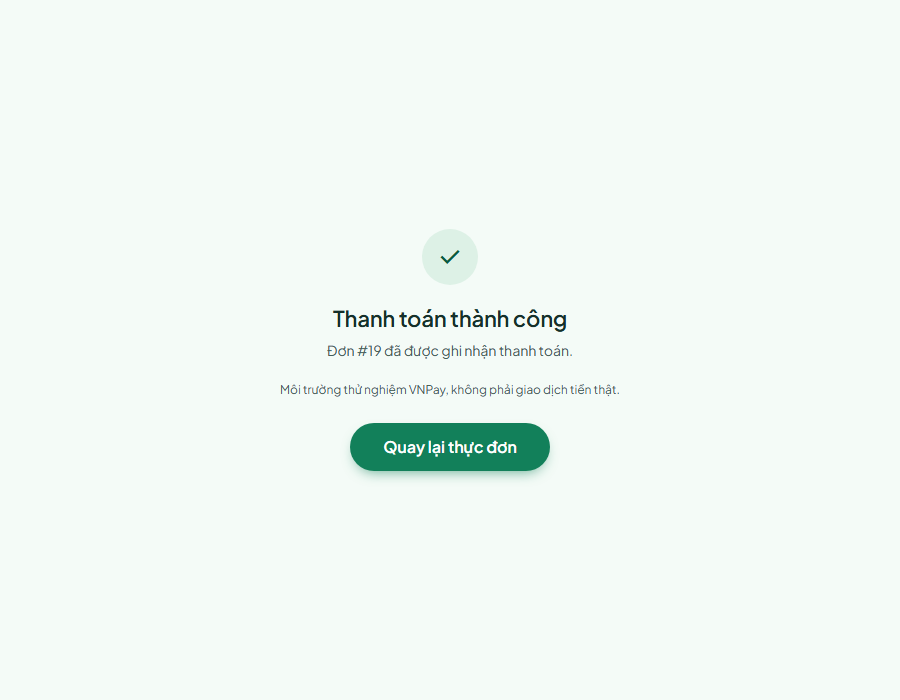 Thanh toán thành công
Đơn #19 đã được ghi nhận thanh toán.
Môi trường thử nghiệm VNPay, không phải giao dịch tiền thật.
Quay lại thực đơn